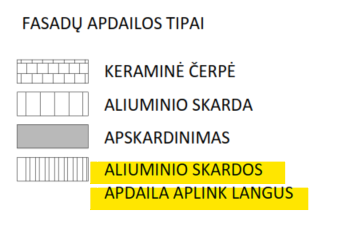 FASADŲ APDAILOS TIPAI
KERAMINĖ ČERPĖ
ALIUMINIO SKARDA
APSKARDINIMAS
ALIUMINIO SKARDOS
APDAILA APLINK LANGUS